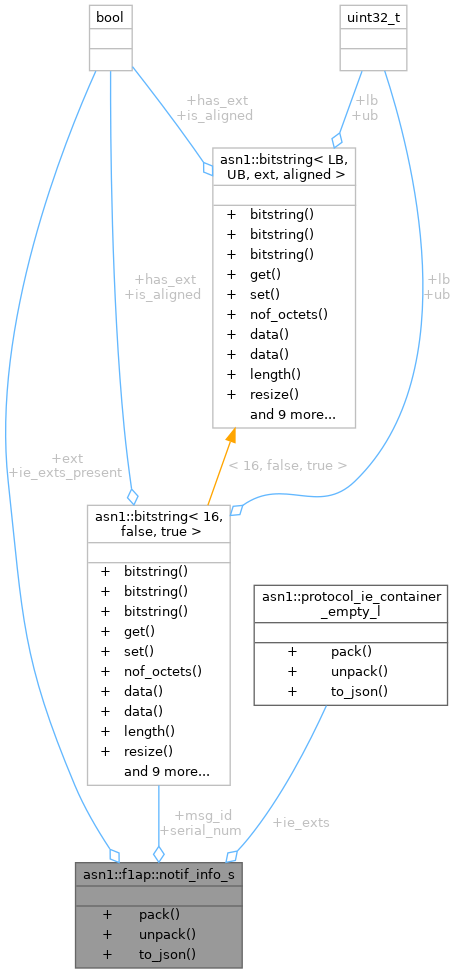 bool
uint32_t
+has_ext
+is_aligned
+lb
+ub
asn1::bitstring< LB,
UB, ext, aligned >
+ bitstring()
+ bitstring()
+ bitstring()
+ get()
+ set()
+ nof_octets()
+ data()
+ data()
+ length()
+ resize()
and 9 more...
+has_ext
+is_aligned
+lb
+ub
+ext
+ie_exts_present
< 16, false, true >
asn1::bitstring< 16,
false, true >
+ bitstring()
+ bitstring()
+ bitstring()
+ get()
+ set()
+ nof_octets()
+ data()
+ data()
+ length()
+ resize()
and 9 more...
asn1::protocol_ie_container
_empty_l
+ pack()
+ unpack()
+ to_json()
+msg_id
+serial_num
+ie_exts
asn1::f1ap::notif_info_s
+ pack()
+ unpack()
+ to_json()